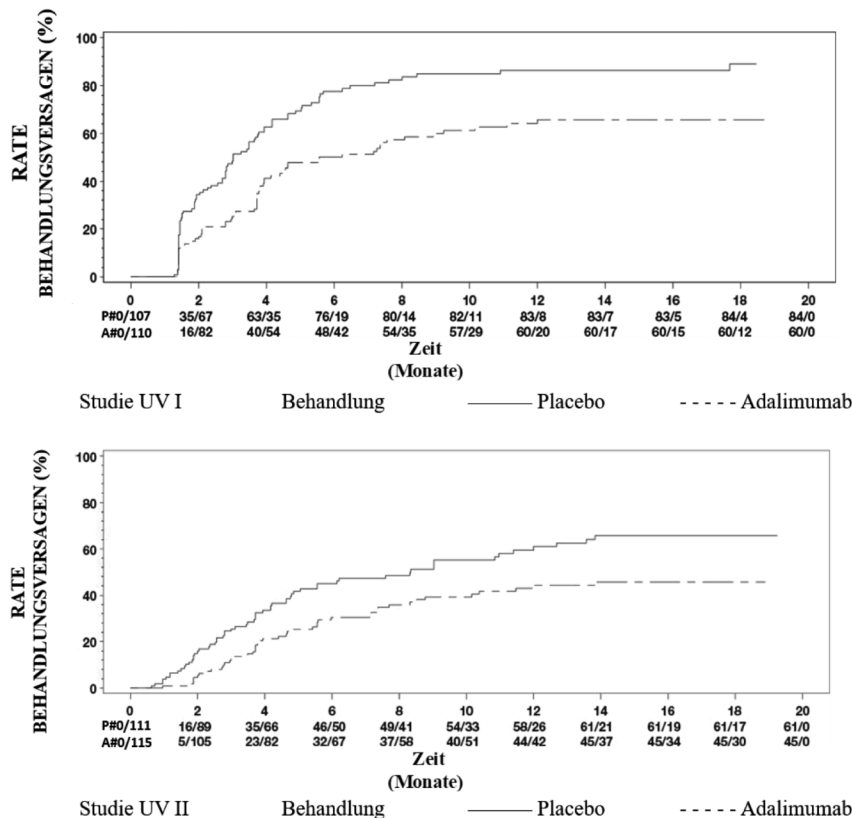 RATE
BEHANDLUNGSVERSAGEN (%)
100
80
60
40
20
0
0 2 4 6 8 10 12 14 16 18 20
P#0/107 35/67 63/35 76/19 80/14 82/11 83/8 83/7 83/5 84/4 84/0
A#0/110 16/82 40/54 48/42 54/35 57/29 60/20 60/17 60/15 60/12 60/0
Zeit
(Monate)
Studie UV I Behandlung Placebo Adalimumab
RATE
BEHANDLUNGSVERSAGEN (%)
100
80
60
40
20
0
0 2 4 6 8 10 12 14 16 18 20
P#0/111 16/89 35/66 46/50 49/41 54/33 58/26 61/21 61/19 61/17 61/0
A#0/115 5/105 23/82 32/67 37/58 40/51 44/42 45/37 45/34 45/30 45/0
Zeit
(Monate)
Studie UV II Behandlung Placebo Adalimumab